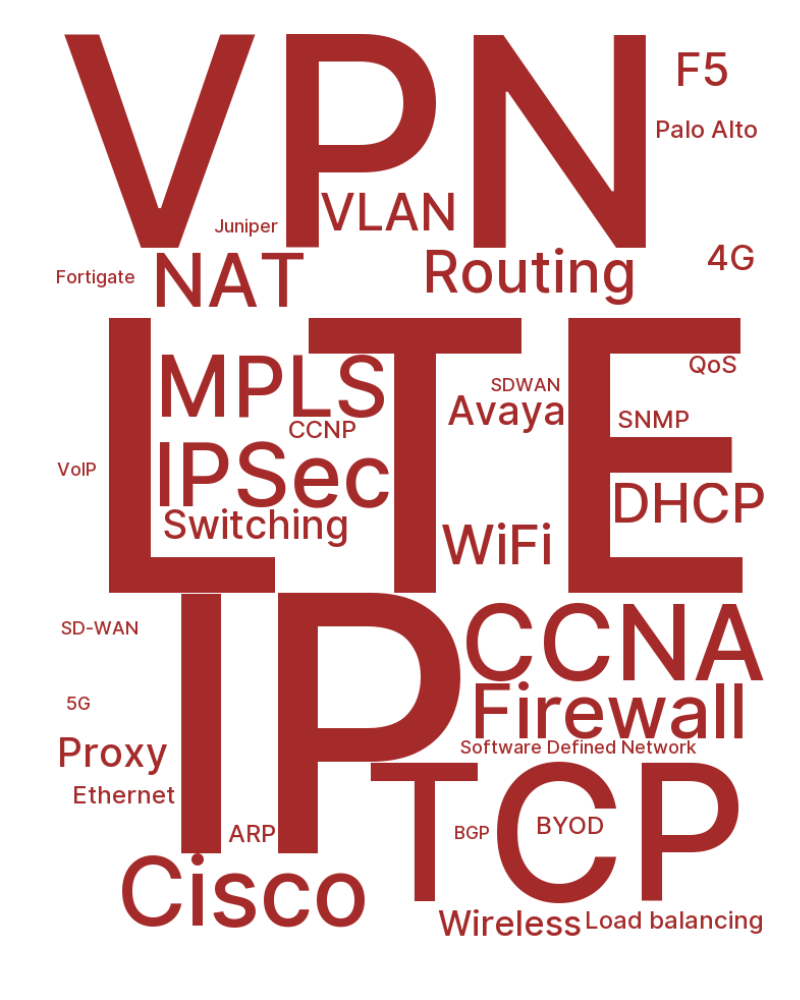 VPN
F5
Palo Alto
VLAN
Juniper
Routing
4G
Fortigate
NAT
LTE
MPLS
QoS
SDWAN
Avaya
SNMP
CCNP
VoIP
IPSec
DHCP
Switching
WiFi
IP
CCNA
SD-WAN
Firewall
5G
Software Defined Network
Proxy
Ethernet
TCP
BYOD
BGP
ARP
Cisco
Wireless
Load balancing